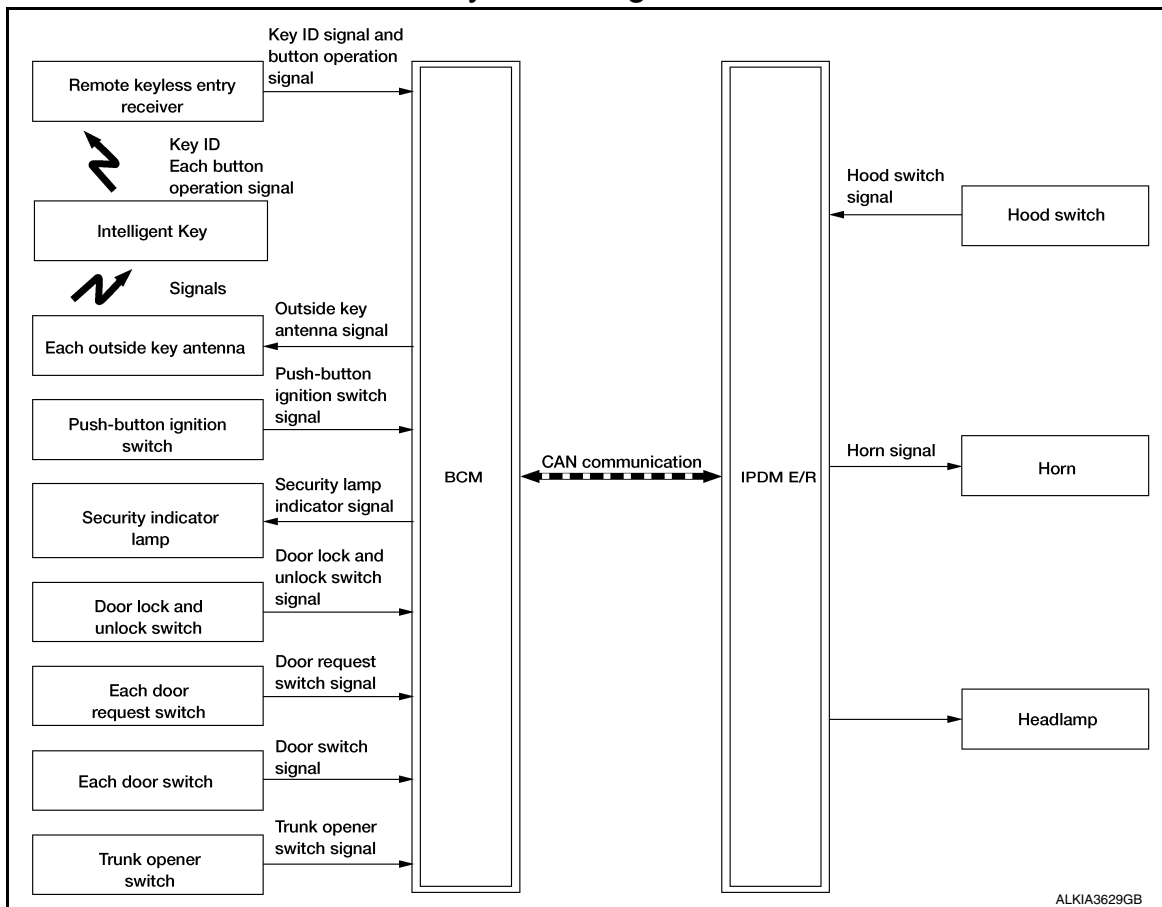 Key ID signal and
button operation
signal
Remote keyless entry
receiver
Key ID
Each button
operation signal
Intelligent Key
Signals
Outside key
antenna signal
Each outside key antenna
Push-button
ignition switch
signal
Push-button ignition
switch
Security lamp
indicator signal
Security indicator
lamp
Door lock and
unlock switch
signal
Door lock and
unlock switch
Door request
switch signal
Each door
request switch
Door switch
signal
Each door switch
Trunk opener
switch signal
Trunk opener
switch
BCM
CAN communication
IPDM E/R
Hood switch
signal
Hood switch
Horn signal
Horn
Headlamp
ALKIA3629GB